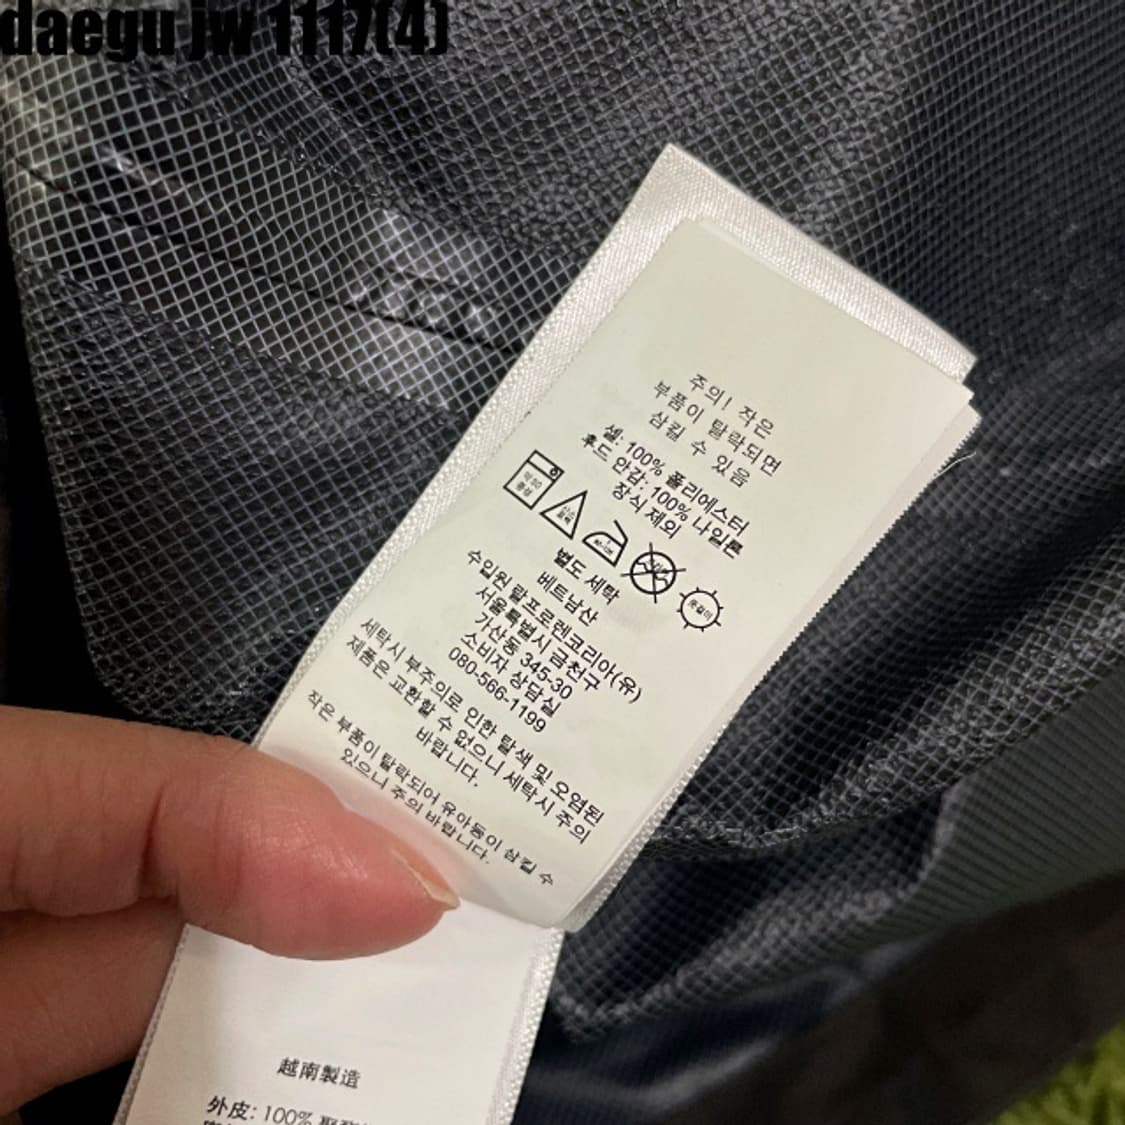 daegu jw 1117(4)
주의! 작은
부품이 탈락되면
삼킬 수 있음
셸: 100% 폴리에스터
후드 안감: 100% 나일론
장식 제외
별도 세탁
베트남산
수입원 랄프로렌코리아(유)
서울특별시 금천구
가산동 345-30
소비자 상담실
080-566-1199
세탁시 부주의로 인한 탈색 및 오염된
제품은 교환할 수 없으니 세탁시 주의
바랍니다.
작은 부품이 탈락되어 유아동이 삼킬 수
있으니 주의 바랍니다.
越南製造
外皮: 100%